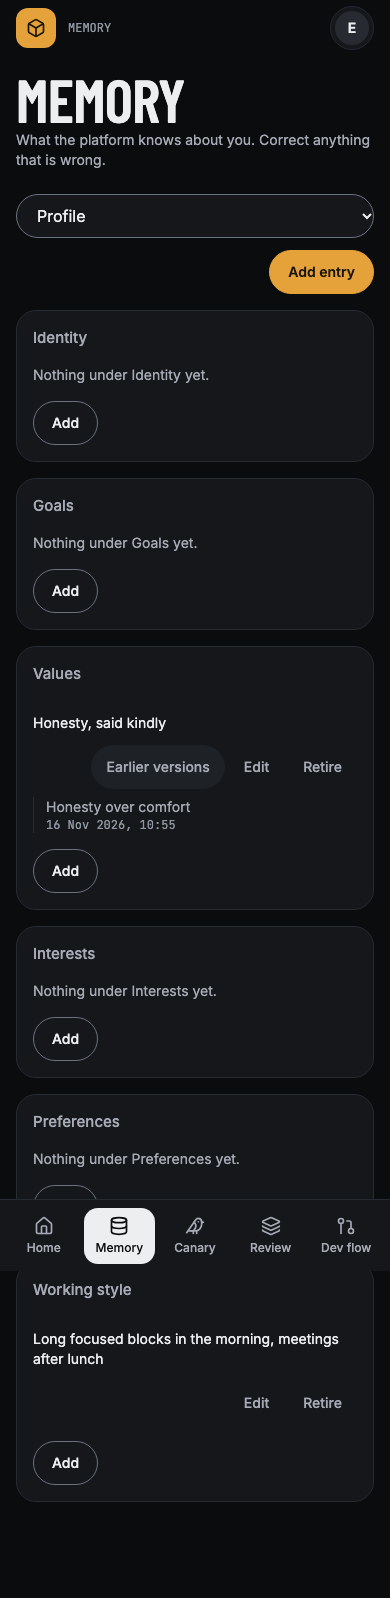 MEMORY
E
MEMORY
What the platform knows about you. Correct anything
that is wrong.
Profile
Add entry
Identity
Nothing under Identity yet.
Add
Goals
Nothing under Goals yet.
Add
Values
Honesty, said kindly
Earlier versions
Edit
Retire
Honesty over comfort
16 Nov 2026, 10:55
Add
Interests
Nothing under Interests yet.
Add
Preferences
Nothing under Preferences yet.
Home
Memory
Canary
Review
Dev flow
Working style
Long focused blocks in the morning, meetings
after lunch
Edit
Retire
Add